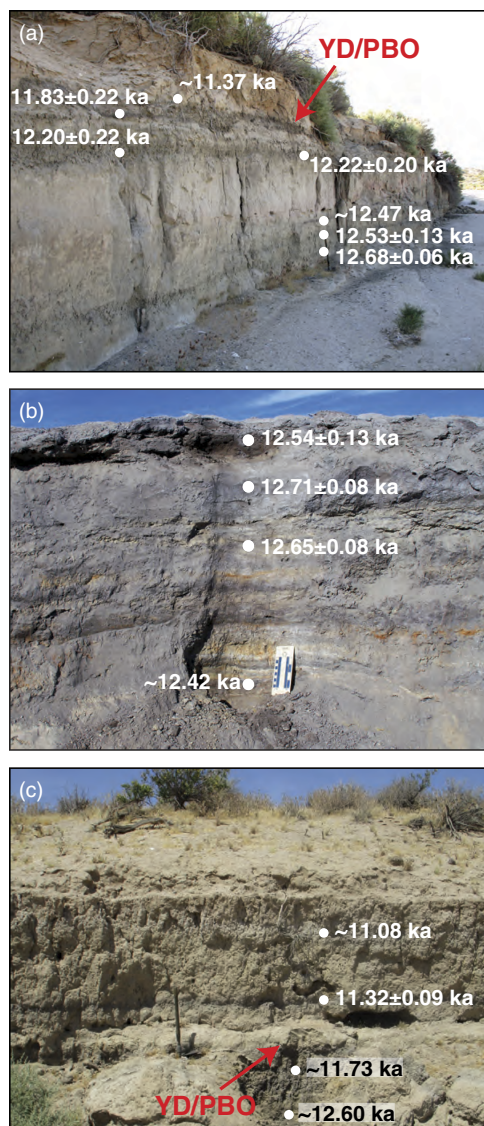 (a)
YD/PBO
~11.37 ka
11.83±0.22 ka
12.20±0.22 ka
12.22±0.20 ka
~12.47 ka
12.53±0.13 ka
12.68±0.06 ka
(b)
12.54±0.13 ka
12.71±0.08 ka
12.65±0.08 ka
~12.42 ka
(c)
~11.08 ka
11.32±0.09 ka
~11.73 ka
YD/PBO
~12.60 ka